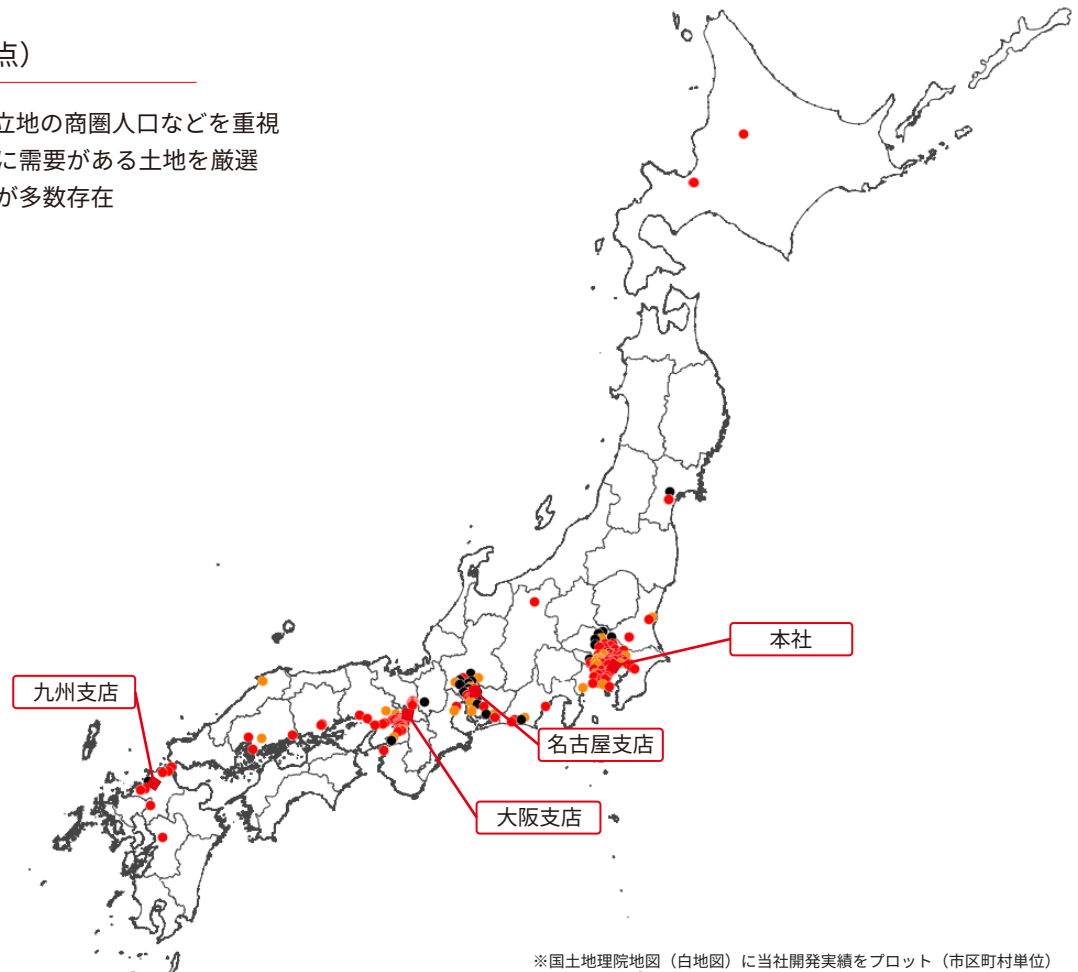 点）
立地の商圏人口などを重視
に需要がある土地を厳選
が多数存在
本社
九州支店
名古屋支店
大阪支店
※国土地理院地図（白地図）に当社開発実績をプロット（市区町村単位）